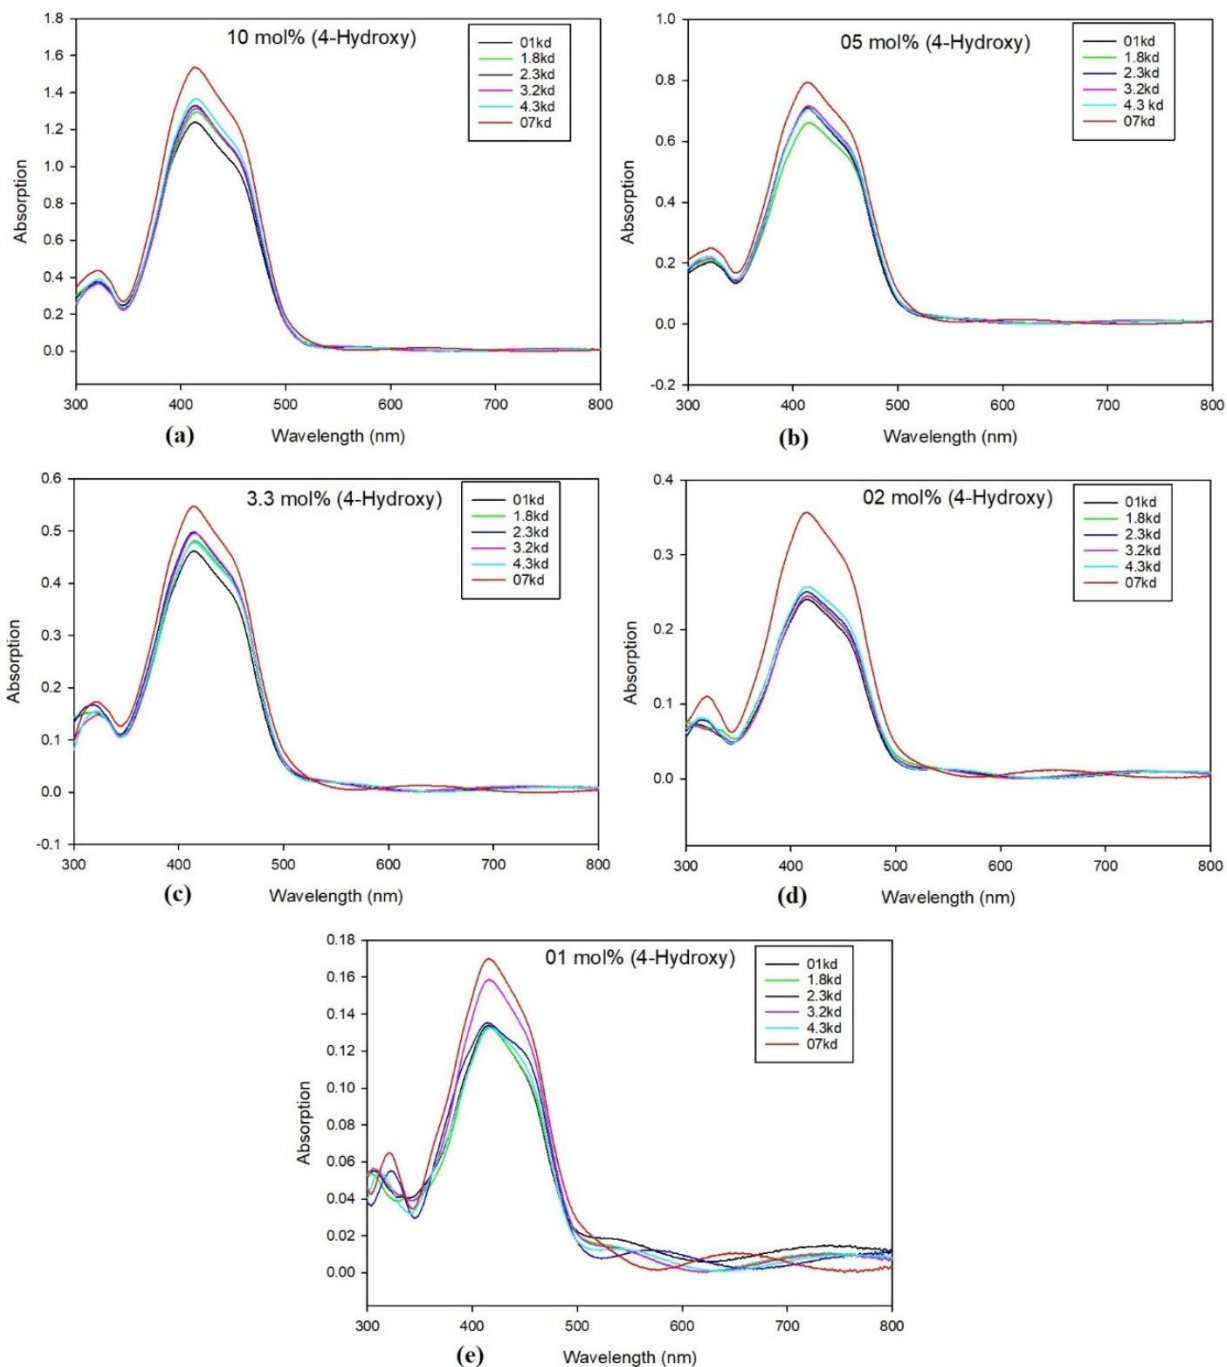 10 mol% (4-Hydroxy)
01kd
1.8kd
2.3kd
3.2kd
4.3kd
07kd
Absorption
1.8
1.6
1.4
1.2
1.0
0.8
0.6
0.4
0.2
0.0
300 400 500 600 700 800
(a) Wavelength (nm)
05 mol% (4-Hydroxy)
01kd
1.8kd
2.3kd
3.2kd
4.3 kd
07kd
Absorption
1.0
0.8
0.6
0.4
0.2
0.0
-0.2
300 400 500 600 700 800
(b) Wavelength (nm)
3.3 mol% (4-Hydroxy)
01kd
1.8kd
2.3kd
3.2kd
4.3kd
07kd
Absorption
0.6
0.5
0.4
0.3
0.2
0.1
0.0
-0.1
300 400 500 600 700 800
(c) Wavelength (nm)
02 mol% (4-Hydroxy)
01kd
1.8kd
2.3kd
3.2kd
4.3kd
07kd
Absorption
0.4
0.3
0.2
0.1
0.0
300 400 500 600 700 800
(d) Wavelength (nm)
01 mol% (4-Hydroxy)
01kd
1.8kd
2.3kd
3.2kd
4.3kd
07kd
Absorption
0.18
0.16
0.14
0.12
0.10
0.08
0.06
0.04
0.02
0.00
300 400 500 600 700 800
(e) Wavelength (nm)